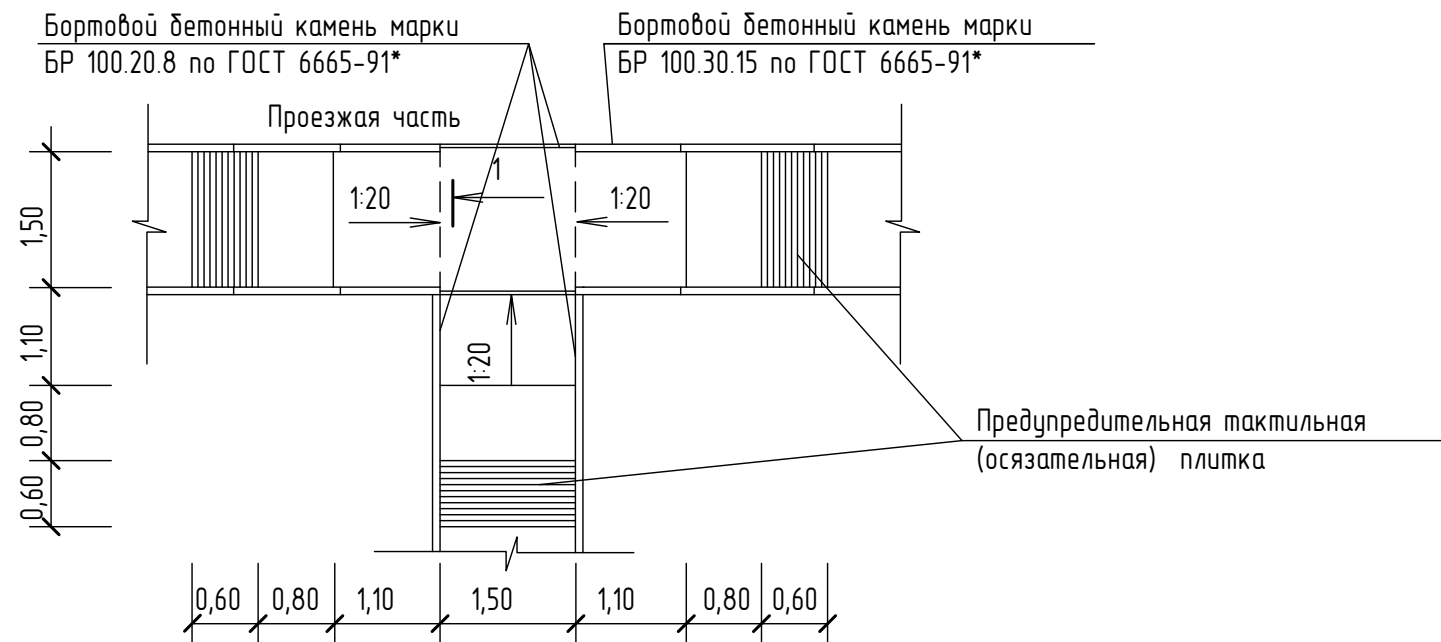 Бортовой бетонный камень марки
БР 100.20.8 по ГОСТ 6665-91*
Бортовой бетонный камень марки
БР 100.30.15 по ГОСТ 6665-91*
Проезжая часть
1
1:20
1:20
1,50
1,10
1:20
0,80
0,60
Предупредительная тактильная
(осязательная) плитка
0,60 0,80 1,10 1,50 1,10 0,80 0,60